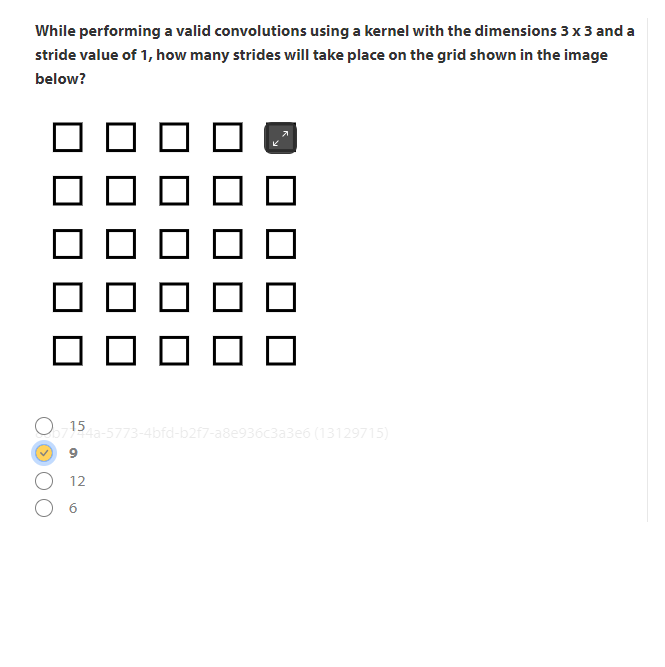 While performing a valid convolutions using a kernel with the dimensions 3 x 3 and a
stride value of 1, how many strides will take place on the grid shown in the image
below?
15
44a-5773-4bfd-b2f7-a8e936c3a3e6 (13129715)
9
12
6